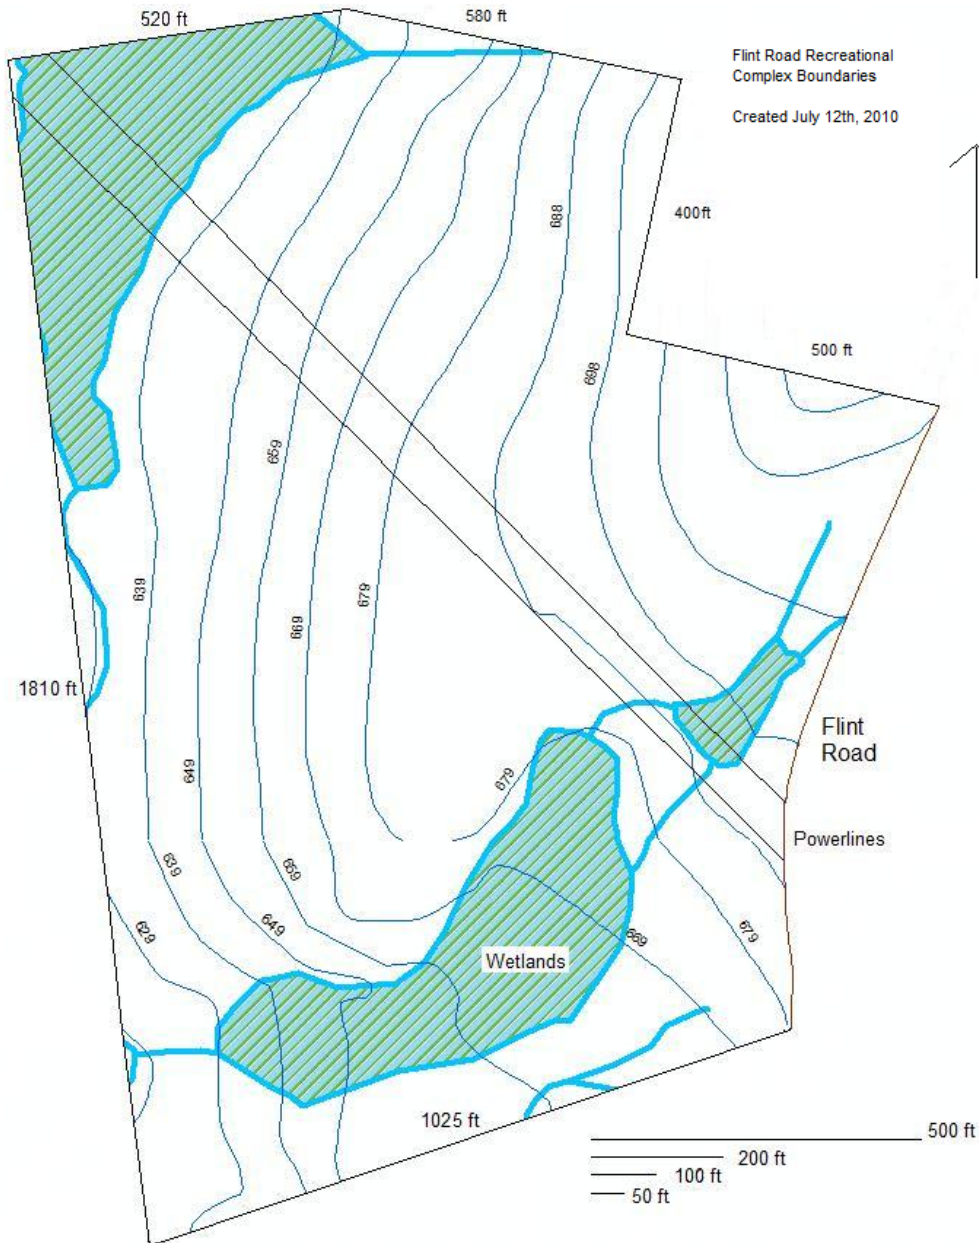 520 ft
580 ft
Flint Road Recreational
Complex Boundaries
Created July 12th, 2010
400ft
688
500 ft
698
659
639
679
669
1810 ft
Flint
Road
649
679
Powerlines
639
659
629
649
669
679
Wetlands
1025 ft
500 ft
200 ft
100 ft
50 ft